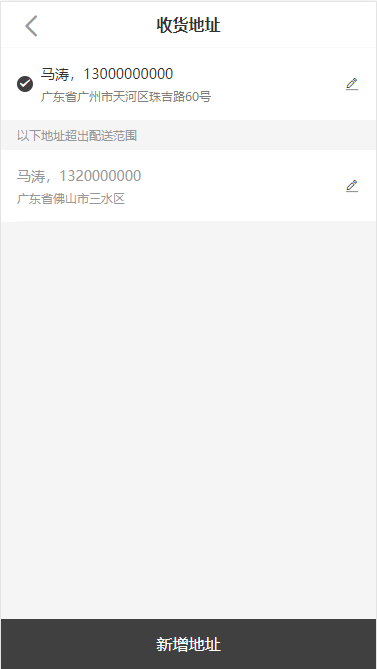 收货地址
马涛，13000000000
广东省广州市天河区珠吉路60号
以下地址超出配送范围
马涛，1320000000
广东省佛山市三水区
新增地址